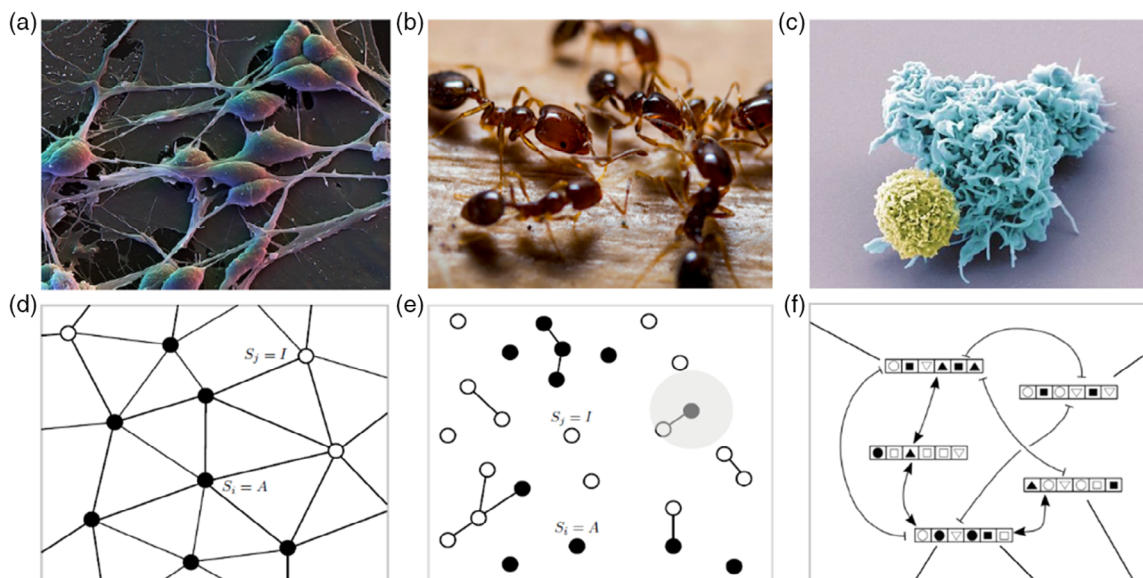 (a)
(b)
(c)
(d)
(e)
(f)
S_j = I
S_i = A
S_j = I
S_i = A